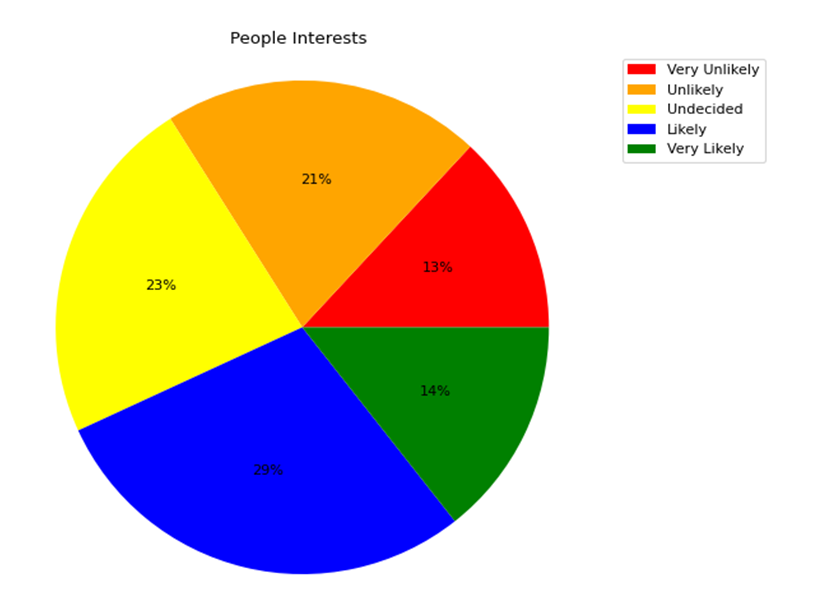 People Interests
Very Unlikely
Unlikely
Undecided
Likely
Very Likely
21%
13%
23%
14%
29%